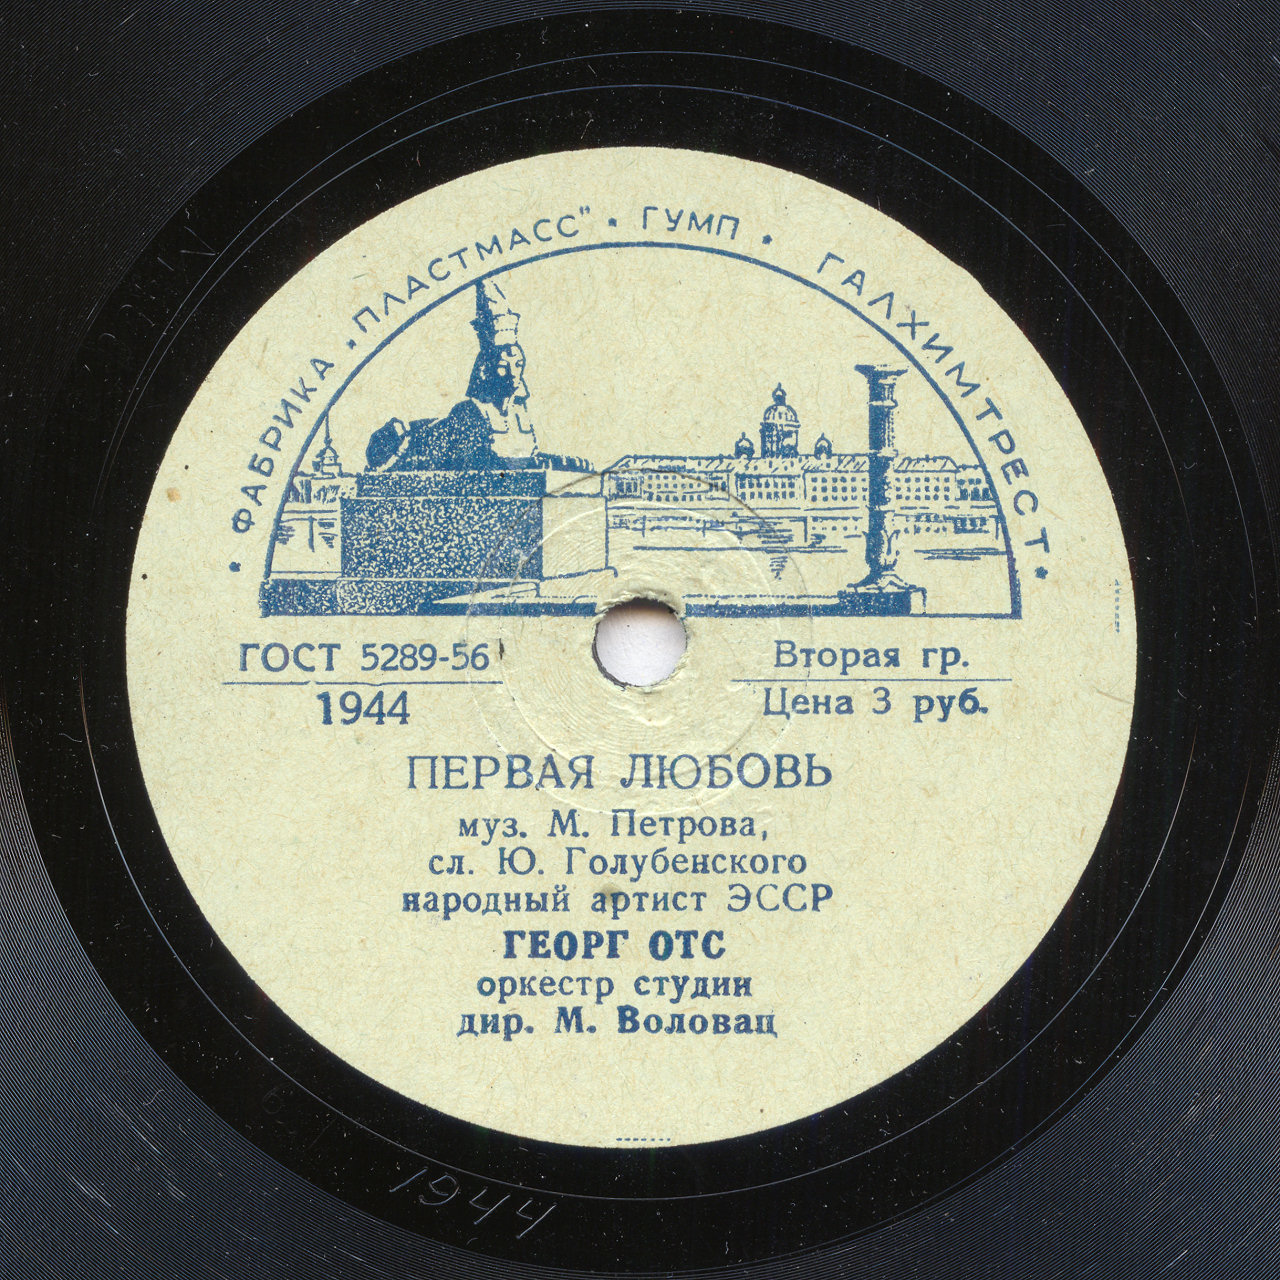 • ФАБРИКА „ПЛАСТМАСС" • ГУМП • ГАЛХИМТРЕСТ •
ГОСТ 5289-56
1944
Вторая гр.
Цена 3 руб.
ПЕРВАЯ ЛЮБОВЬ
муз. М. Петрова,
сл. Ю. Голубенского
народный артист ЭССР
ГЕОРГ ОТС
оркестр студии
дир. М. Воловац
1944